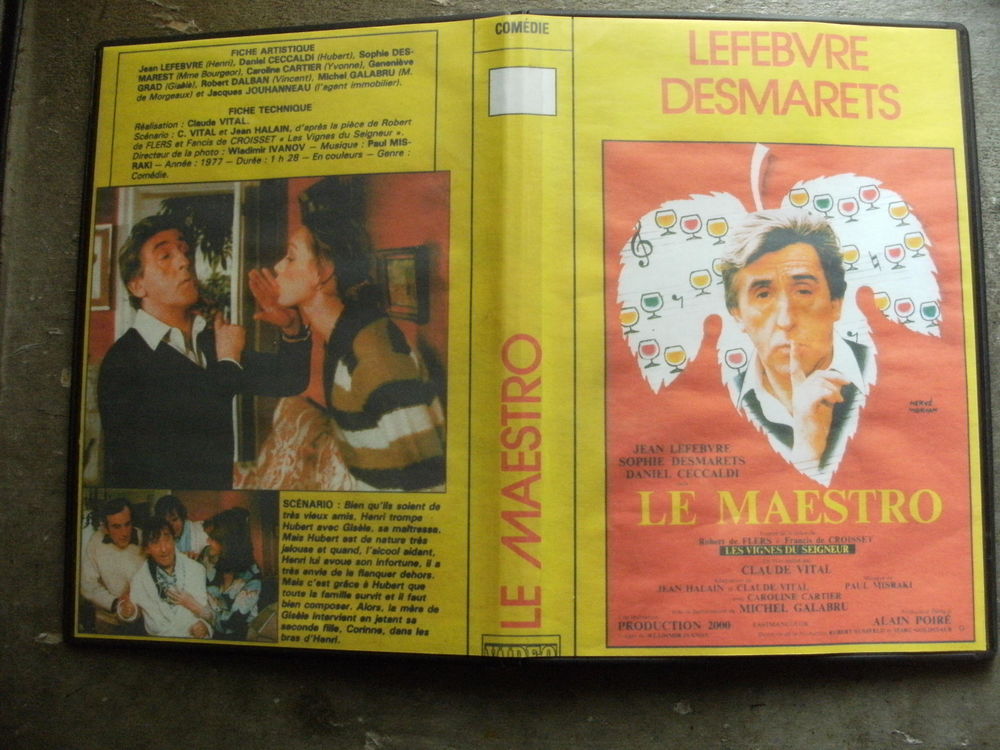 FICHE ARTISTIQUE
Jean LEFEBVRE (Henri), Daniel CECCALDI (Hubert), Sophie DES-
MAREST (Mme Bourgeor), Caroline CARTIER (Yvonne), Geneniève
GRAD (Gisèle), Robert DALBAN (Vincent), Michel GALABRU (M.
de Morgeaux) et Jacques JOUHANNEAU (l'agent immobilier).
FICHE TECHNIQUE
Réalisation : Claude VITAL.
Scénario : C. VITAL et Jean HALAIN, d'après la pièce de Robert
de FLERS et Fancis de CROISSET « Les Vignes du Seigneur ».
Directeur de la photo : Wladimir IVANOV — Musique : Paul MIS-
RAKI — Année : 1977 — Durée : 1 h 28 — En couleurs — Genre :
Comédie.
SCÉNARIO : Bien qu'ils soient de
très vieux amis, Henri trompe
Hubert avec Gisèle, sa maîtresse.
Mais Hubert est de nature très
jalouse et quand, l'alcool aidant,
Henri lui avoue son infortune, il a
très envie de le flanquer dehors.
Mais c'est grâce à Hubert que
toute la famille survit et il faut
bien composer. Alors, la mère de
Gisèle intervient en jetant sa
seconde fille, Corinne, dans les
bras d'Henri.
COMÉDIE
LE MAESTRO
VIDEO
LEFEBVRE
DESMARETS
HERVÉ
MORVAN
JEAN LEFEBVRE
SOPHIE DESMARETS
DANIEL CECCALDI
LE MAESTRO
Robert de FLERS et Francis de CROISSET
LES VIGNES DU SEIGNEUR
CLAUDE VITAL
JEAN HALAIN et CLAUDE VITAL
PAUL MISRAKI
avec CAROLINE CARTIER
MICHEL GALABRU
PRODUCTION 2000
EASTMANCOLOR
ALAIN POIRÉ